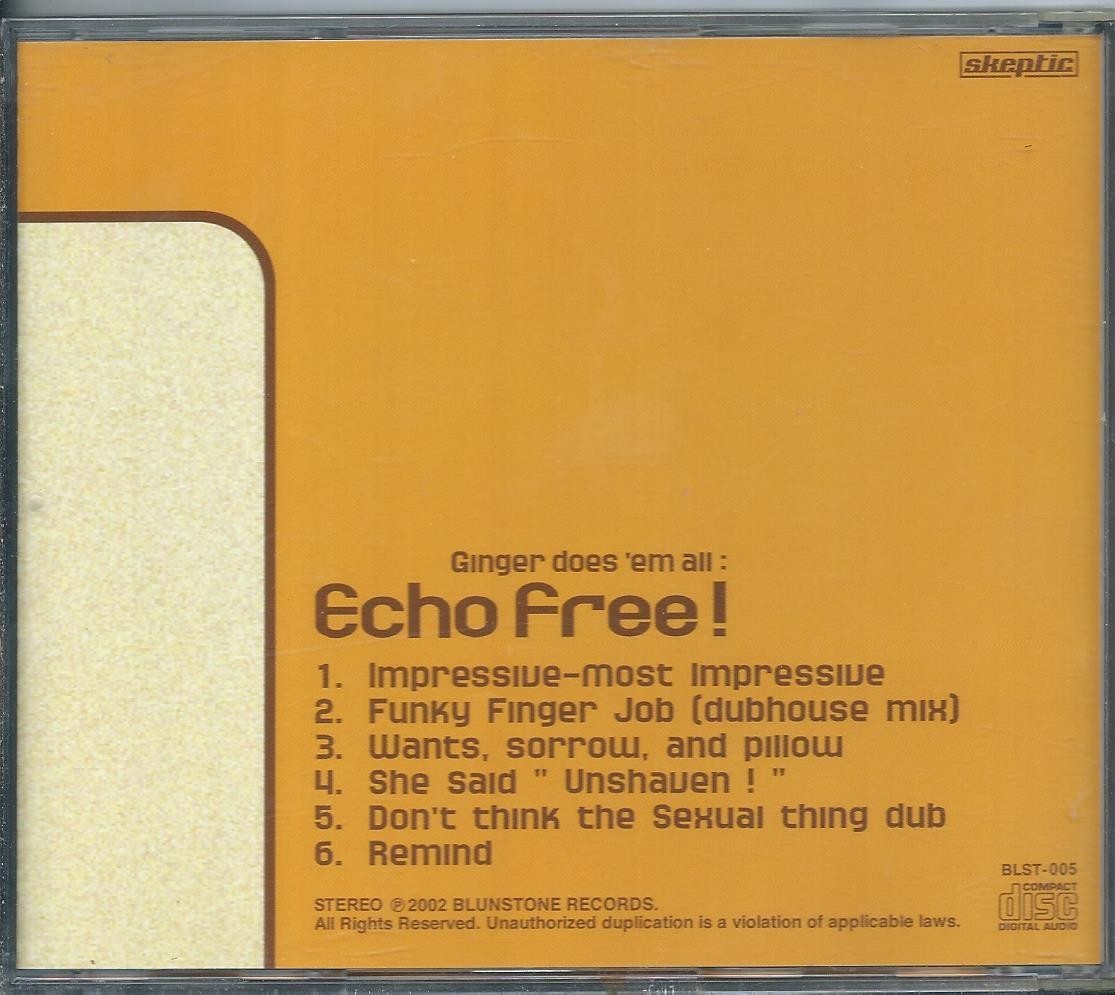 skeptic
Ginger does 'em all :
Echo Free !
1. Impressive-most Impressive
2. Funky Finger Job (dubhouse mix)
3. Wants, sorrow, and pillow
4. She Said " Unshaven ! "
5. Don't think the Sexual thing dub
6. Remind
BLST-005
STEREO ℗2002 BLUNSTONE RECORDS.
All Rights Reserved. Unauthorized duplication is a violation of applicable laws.
COMPACT
disc
DIGITAL AUDIO